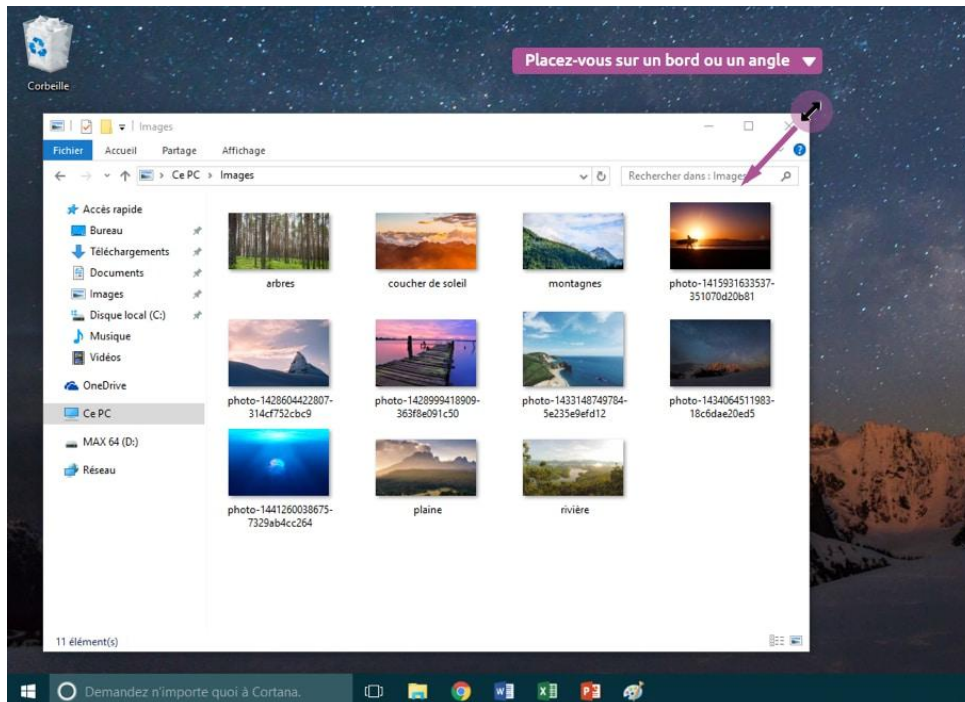 Placez-vous sur un bord ou un angle
Corbeille
Images
Fichier Accueil Partage Affichage
Ce PC > Images
Rechercher dans : Images
Accès rapide
Bureau
Téléchargements
Documents
Images
Disque local (C:)
Musique
Vidéos
OneDrive
Ce PC
MAX 64 (D:)
Réseau
arbres
coucher de soleil
montagnes
photo-1415931633537-
351070d20b81
photo-1428604422807-
314cf752cbc9
photo-1428999418909-
363f8e091c50
photo-1433148749784-
5e235e9efd12
photo-1434064511983-
18c6dae20ed5
photo-1441260038675-
7329ab4cc264
plaine
rivière
11 élément(s)
Demandez n'importe quoi à Cortana.